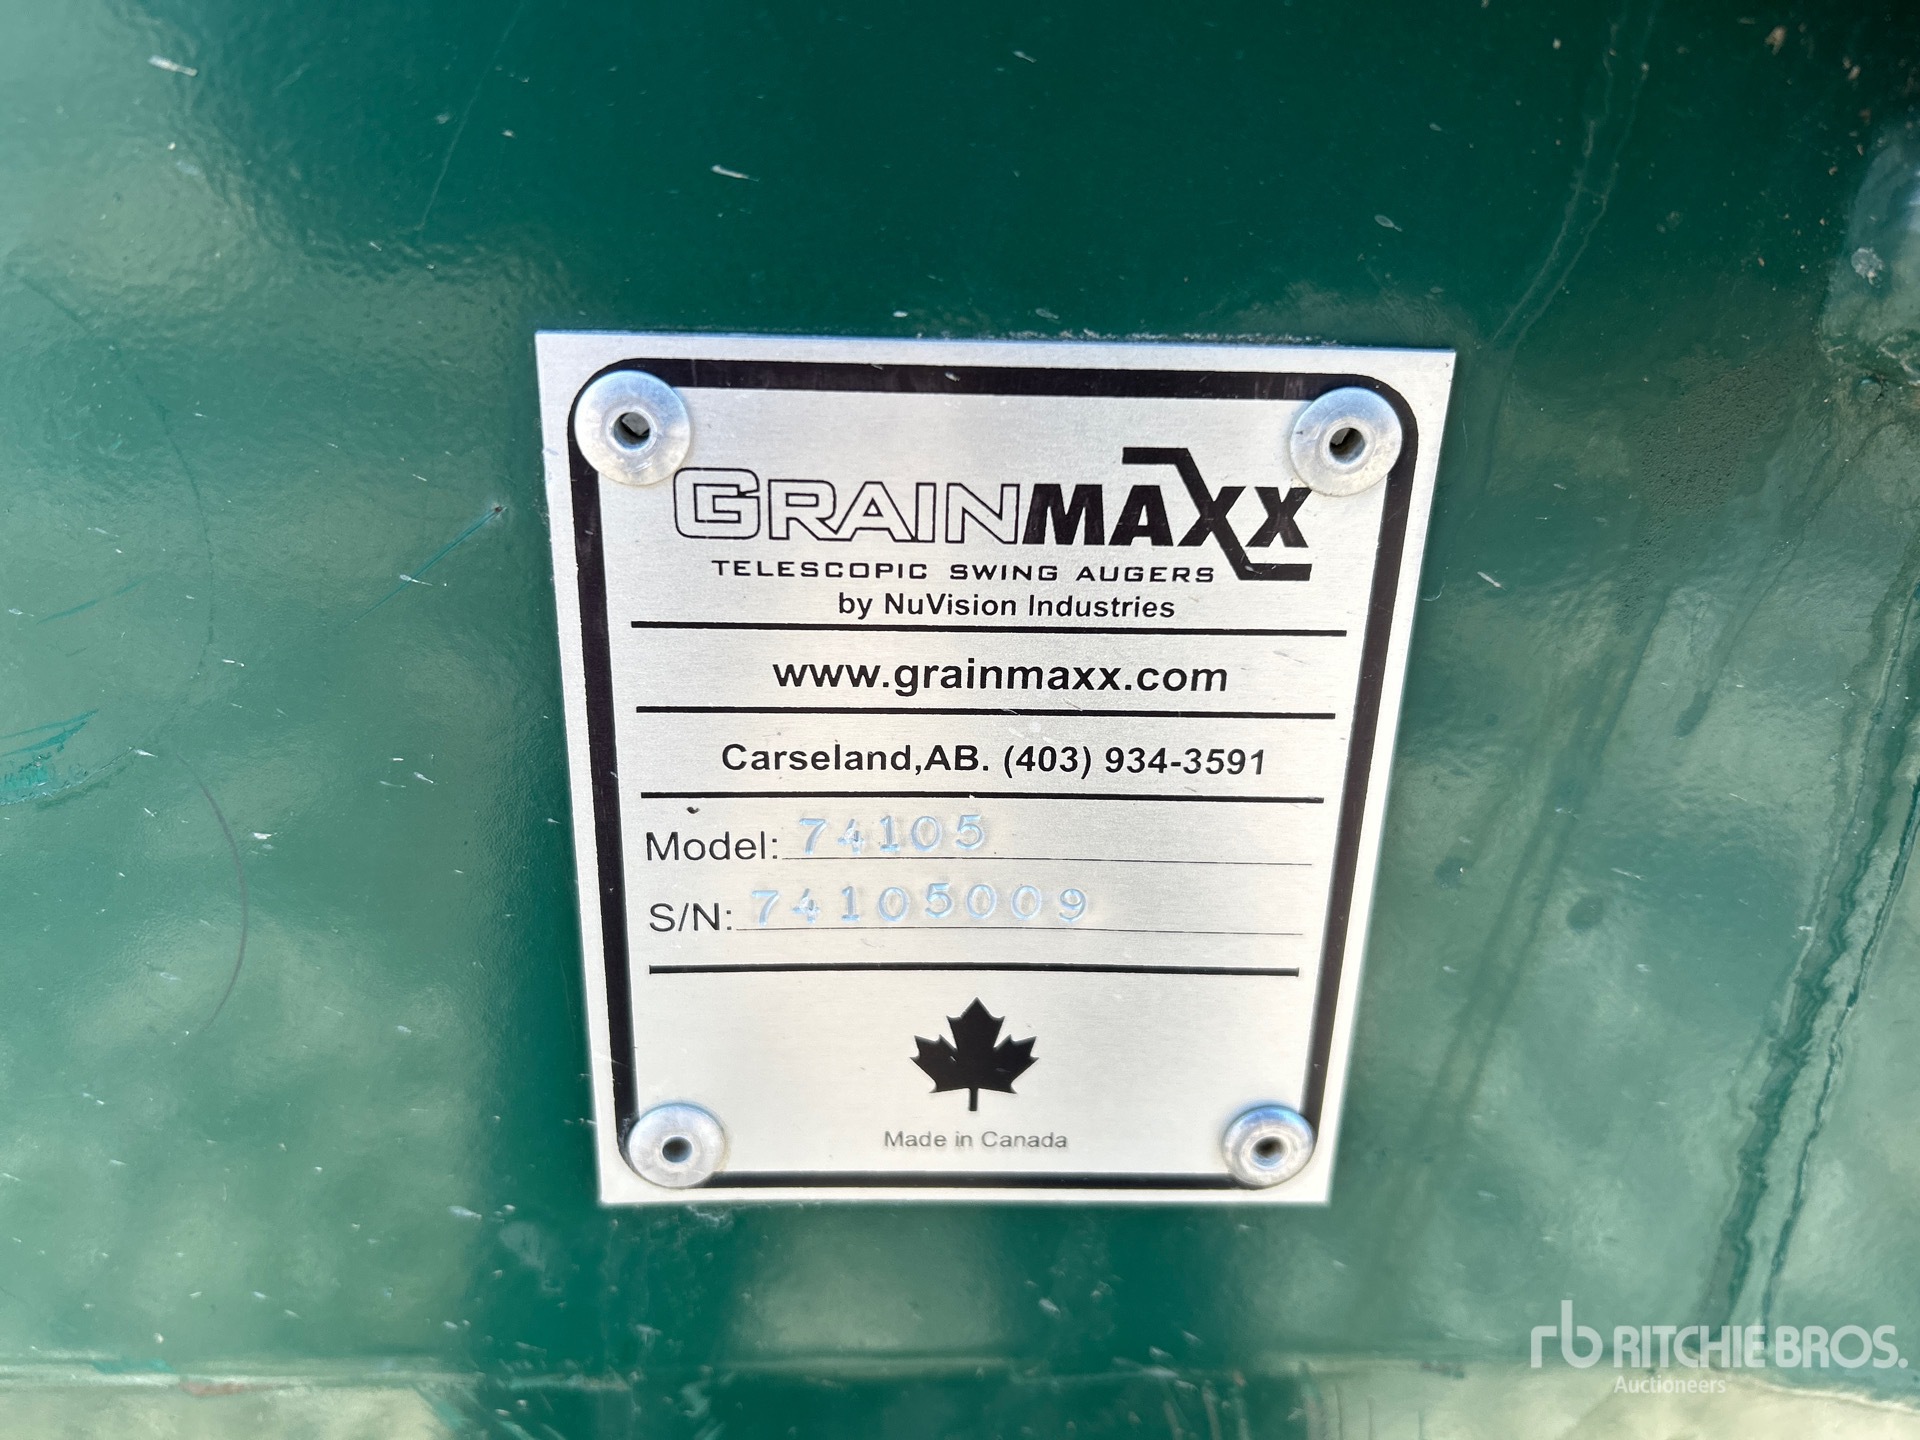 GRAINMAXX
TELESCOPIC SWING AUGERS
by NuVision Industries
www.grainmaxx.com
Carseland,AB. (403) 934-3591
Model: 74105
S/N: 74105009
Made in Canada
rb RITCHIE BROS.
Auctioneers